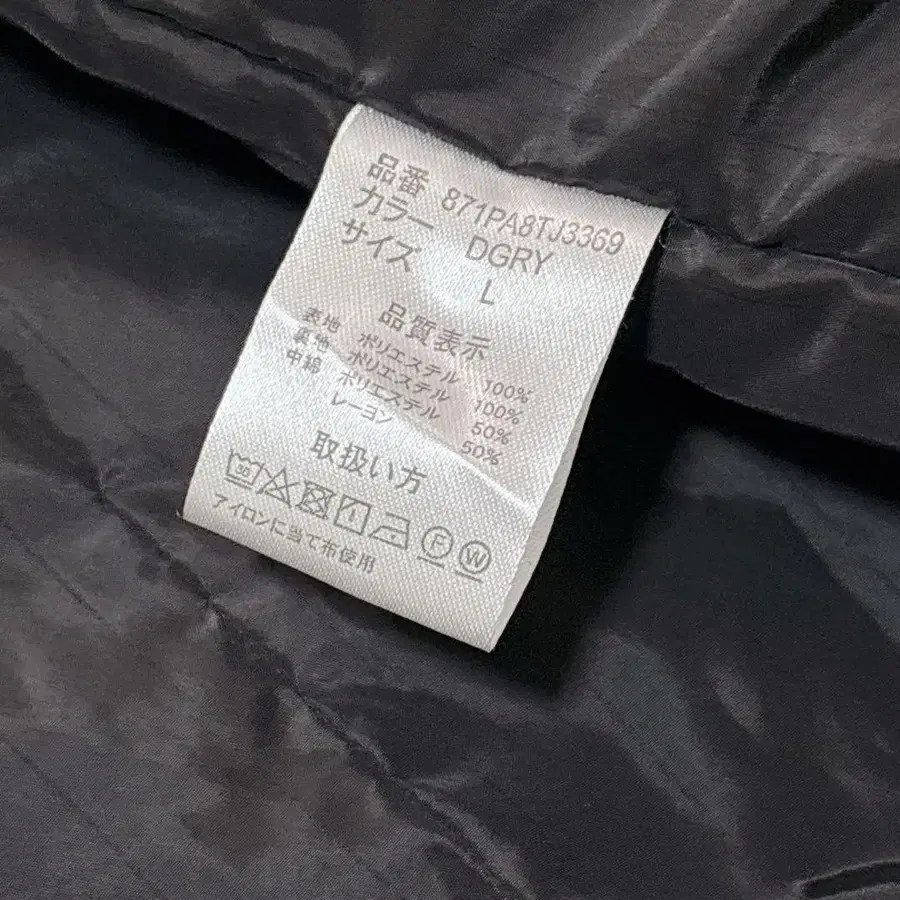 品番 871PA8TJ3369
カラー DGRY
サイズ L
品質表示
表地 ポリエステル 100%
裏地 ポリエステル 100%
中綿 ポリエステル 50%
レーヨン 50%
取扱い方
30 F W
アイロンに当て布使用